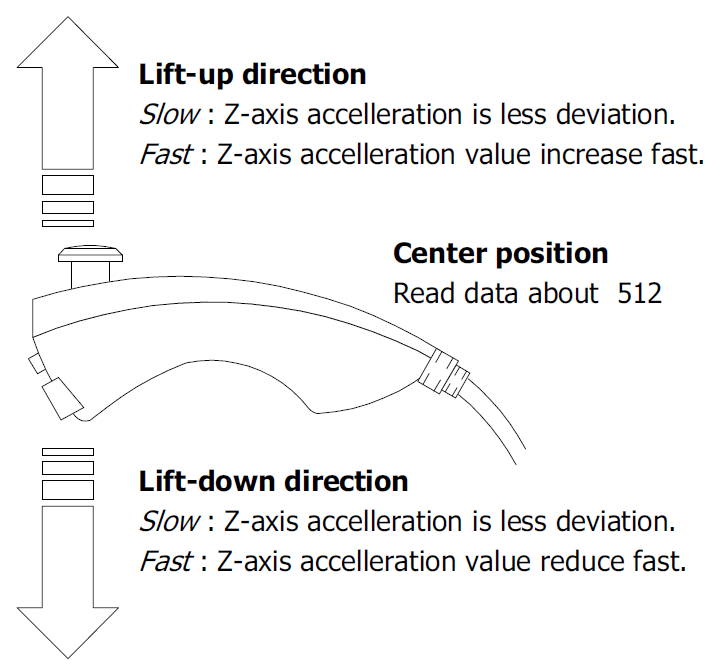 Lift-up direction
Slow : Z-axis accelleration is less deviation.
Fast : Z-axis accelleration value increase fast.
Center position
Read data about  512
Lift-down direction
Slow : Z-axis accelleration is less deviation.
Fast : Z-axis accelleration value reduce fast.